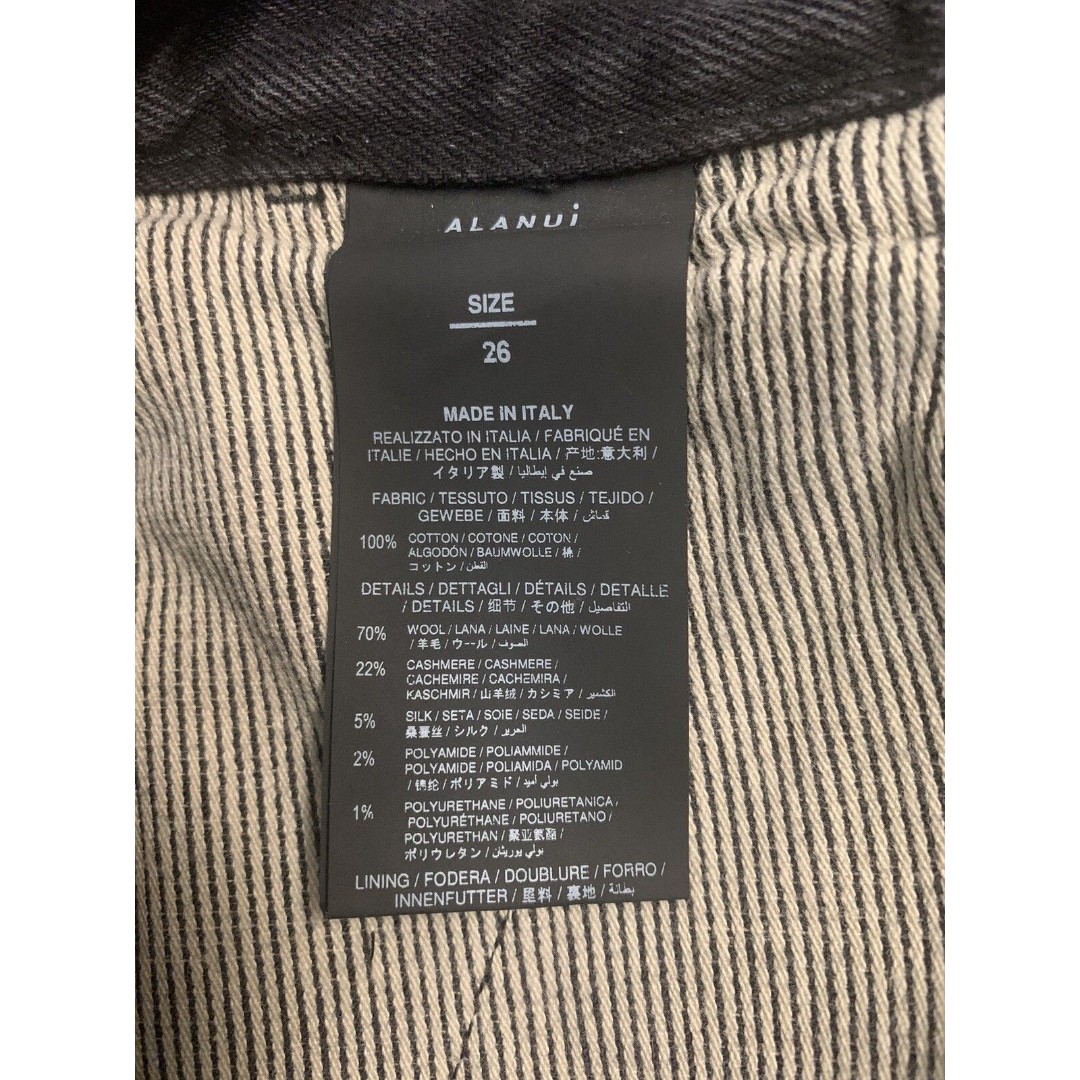 ALANUi
SIZE
26
MADE IN ITALY
REALIZZATO IN ITALIA / FABRIQUÉ EN
ITALIE / HECHO EN ITALIA / 产地:意大利 /
イタリア製 / صنع في إيطاليا
FABRIC / TESSUTO / TISSUS / TEJIDO /
GEWEBE / 面料 / 本体 / قماش
100% COTTON / COTONE / COTON /
ALGODÓN / BAUMWOLLE / 棉 /
コットン / القطن
DETAILS / DETTAGLI / DÉTAILS / DETALLE
/ DETAILS / 细节 / その他 / التفاصيل
70% WOOL / LANA / LAINE / LANA / WOLLE
/ 羊毛 / ウール / الصوف
22% CASHMERE / CASHMERE /
CACHEMIRE / CACHEMIRA /
KASCHMIR / 山羊绒 / カシミア / الكشمير
5% SILK / SETA / SOIE / SEDA / SEIDE /
桑蚕丝 / シルク / الحرير
2% POLYAMIDE / POLIAMMIDE /
POLYAMIDE / POLIAMIDA / POLYAMID
/ 锦纶 / ポリアミド / بولي أميد
1% POLYURETHANE / POLIURETANICA /
POLYURÉTHANE / POLIURETANO /
POLYURETHAN / 聚亚氨酯 /
ポリウレタン / بولي يوريثان
LINING / FODERA / DOUBLURE / FORRO /
INNENFUTTER / 里料 / 裏地 / بطانة